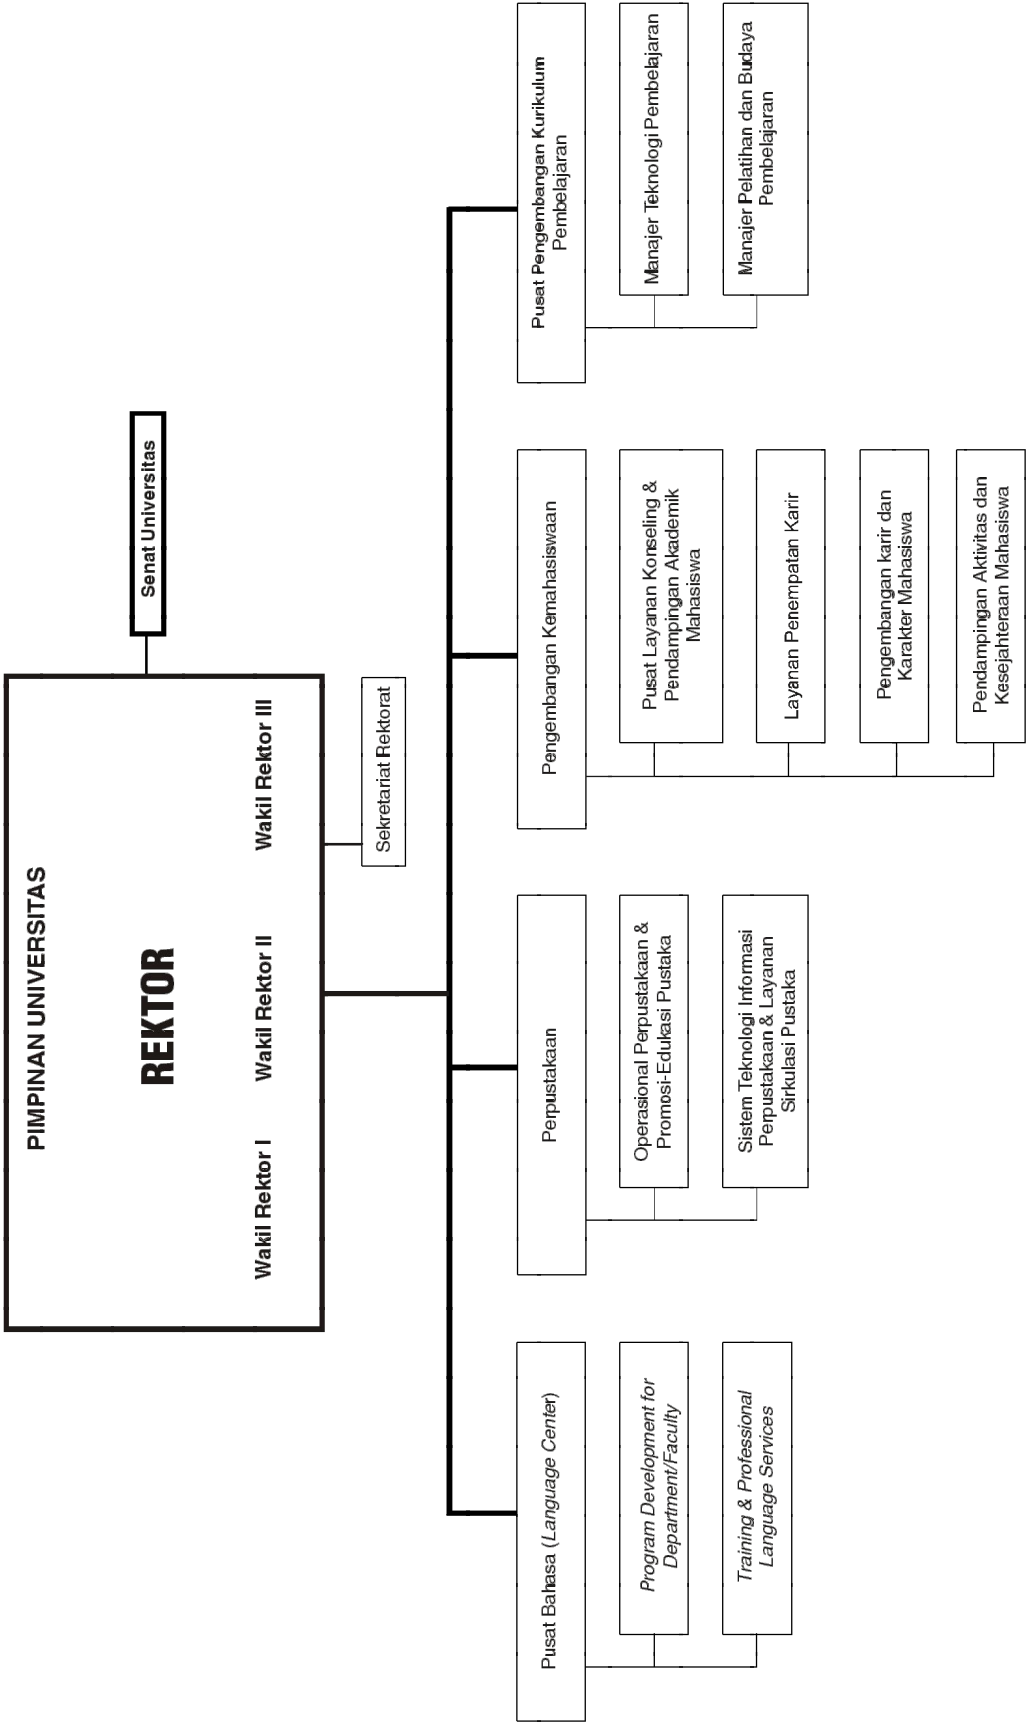 PIMPINAN UNIVERSITAS
REKTOR
Wakil Rektor I
Wakil Rektor II
Wakil Rektor III
Senat Universitas
Sekretariat Rektorat
Pusat Bahasa (Language Center)
Program Development for
Department/Faculty
Training & Professional
Language Services
Perpustakaan
Operasional Perpustakaan &
Promosi-Edukasi Pustaka
Sistem Teknologi Informasi
Perpustakaan & Layanan
Sirkulasi Pustaka
Pengembangan Kemahasiswaan
Pusat Layanan Konseling &
Pendampingan Akademik
Mahasiswa
Layanan Penempatan Karir
Pengembangan karir dan
Karakter Mahasiswa
Pendampingan Aktivitas dan
Kesejahteraan Mahasiswa
Pusat Pengembangan Kurikulum
Pembelajaran
Manajer Teknologi Pembelajaran
Manajer Pelatihan dan Budaya
Pembelajaran